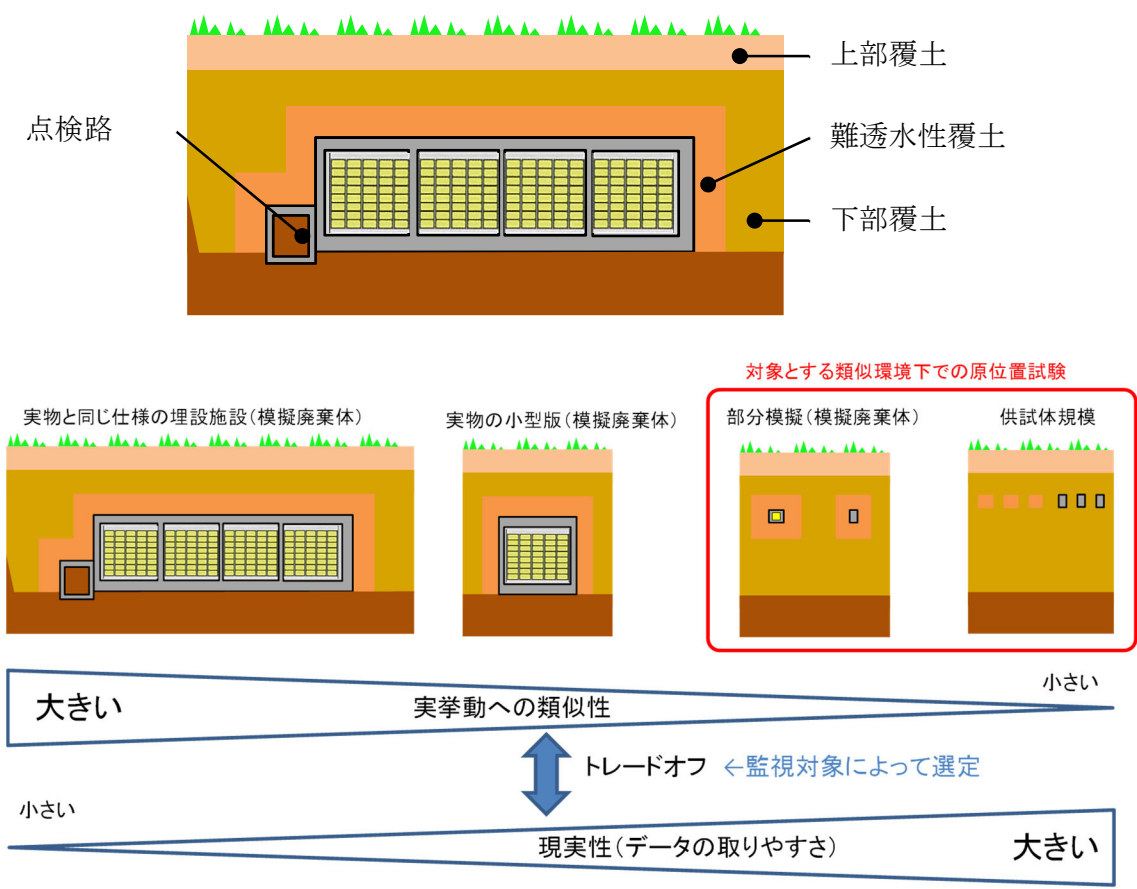 上部覆土
点検路
難透水性覆土
下部覆土
対象とする類似環境下での原位置試験
実物と同じ仕様の埋設施設(模擬廃棄体)
実物の小型版(模擬廃棄体)
部分模擬(模擬廃棄体)
供試体規模
大きい
実挙動への類似性
小さい
トレードオフ ←監視対象によって選定
小さい
現実性(データの取りやすさ)
大きい